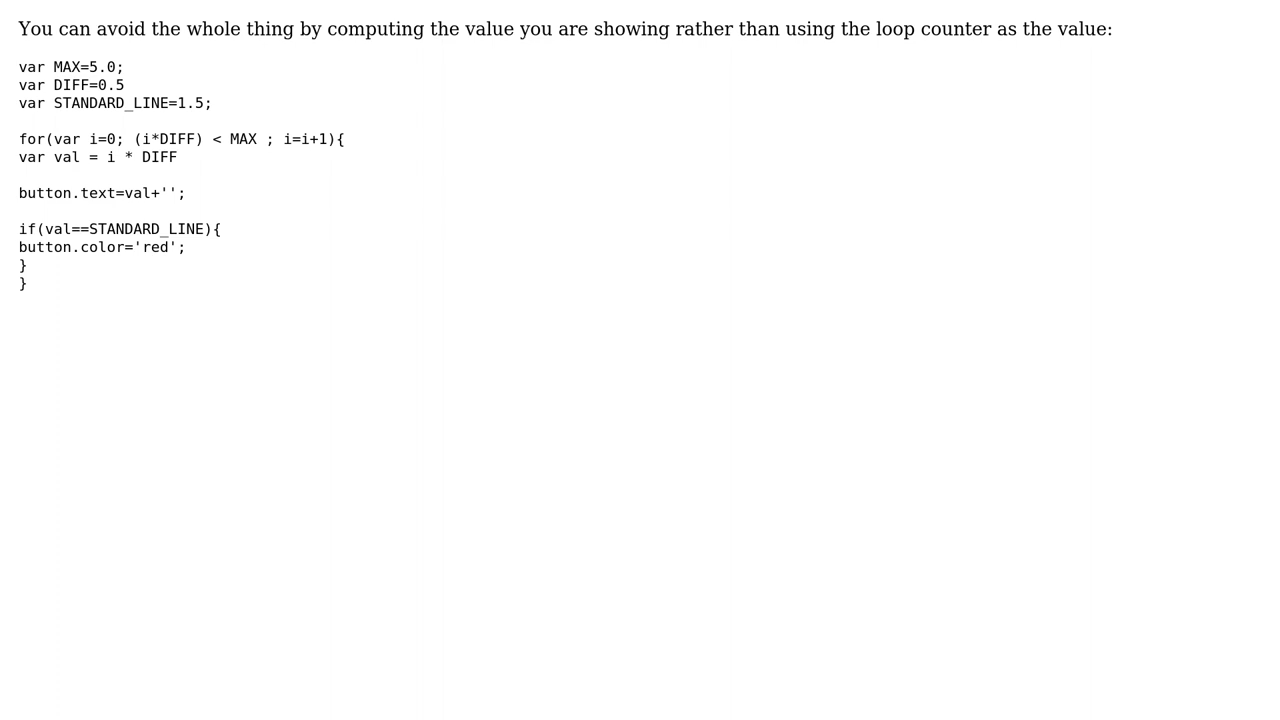 You can avoid the whole thing by computing the value you are showing rather than using the loop counter as the value:
var MAX=5.0;
var DIFF=0.5
var STANDARD_LINE=1.5;
for(var i=0; (i*DIFF) < MAX ; i=i+1){
var val = i * DIFF
button.text=val+'';
if(val==STANDARD_LINE){
button.color='red';
}
}